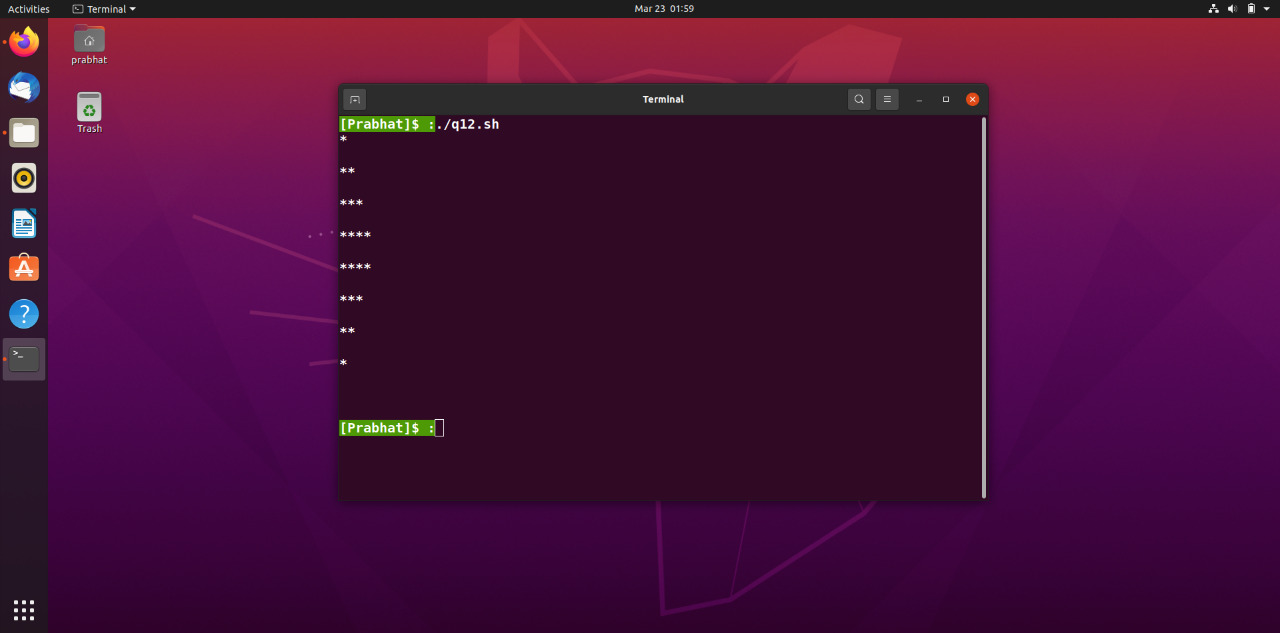 Activities
Terminal
Mar 23 01:59
prabhat
Trash
Terminal
[Prabhat]$ :./q12.sh
*
**
***
****
****
***
**
*
[Prabhat]$ :